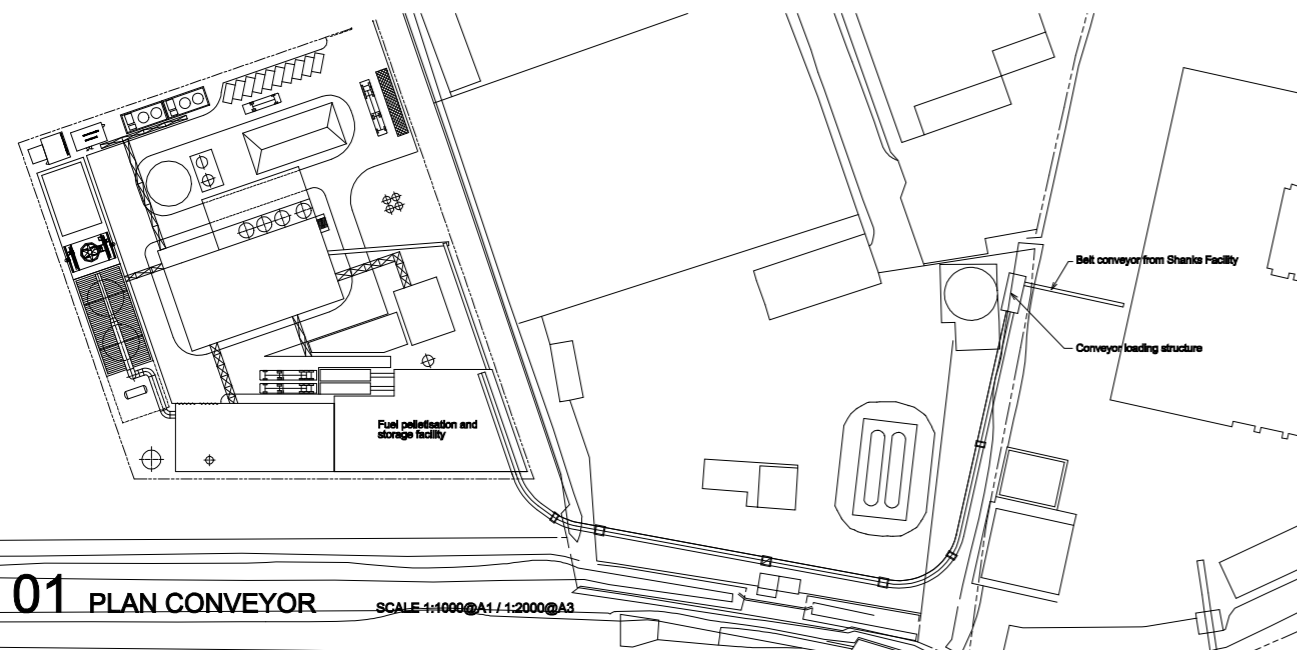 Belt conveyor from Shanks Facility
Conveyor loading structure
Fuel pelletisation and
storage facility
01 PLAN CONVEYOR SCALE 1:1000@A1 / 1:2000@A3